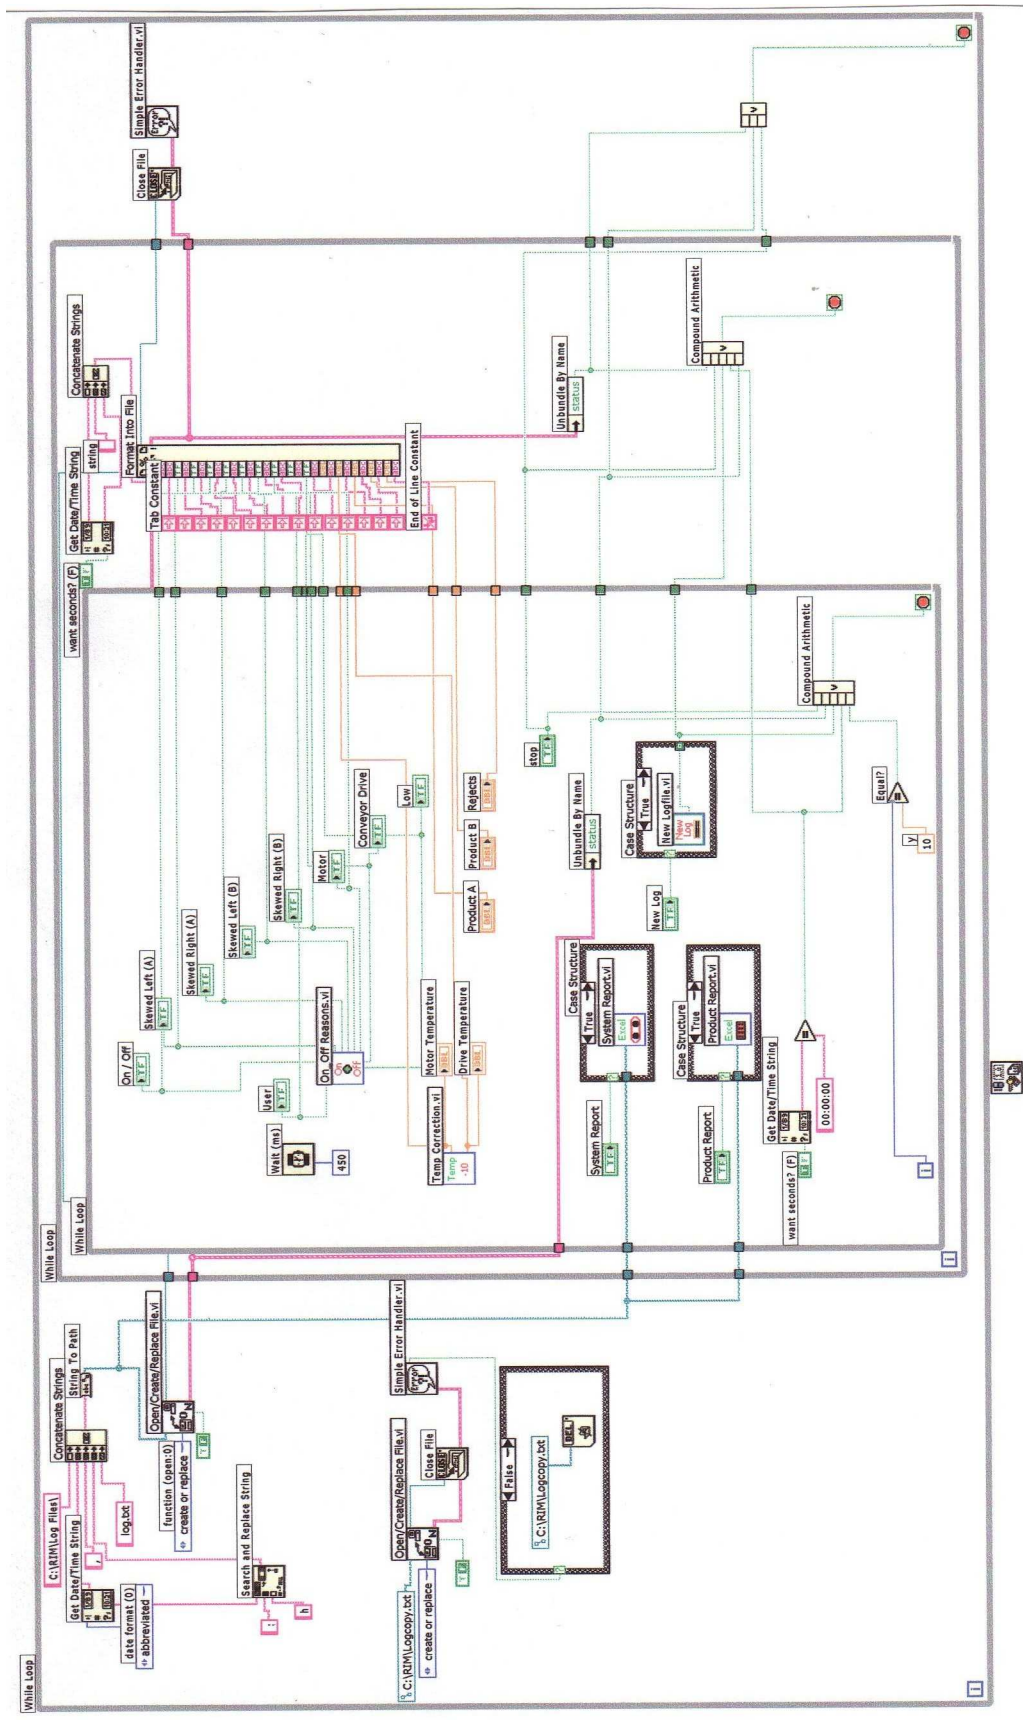 While Loop
C:\RIM\Log Files\
Concatenate Strings
String To Path
Get Date/Time String
date format (0)
abbreviated
,
log.txt
Search and Replace String
:
h
Open/Create/Replace File.vi
function (open:0)
create or replace
C:\RIM\Logcopy.txt
create or replace
Open/Create/Replace File.vi
Close File
Simple Error Handler.vi
False
C:\RIM\Logcopy.txt
While Loop
While Loop
Wait (ms)
450
On / Off
User
Skewed Left (A)
Skewed Right (A)
Skewed Left (B)
Skewed Right (B)
On_Off Reasons.vi
On
Off
Motor
Conveyor Drive
Low
Temp Correction.vi
Temp
-10
Motor Temperature
Drive Temperature
Product A
Product B
Rejects
System Report
Case Structure
True
System Report.vi
Excel
Product Report
Case Structure
True
Product Report.vi
Excel
Unbundle By Name
status
New Log
Case Structure
True
New Logfile.vi
New
Log
stop
want seconds? (F)
Get Date/Time String
00:00:00
Equal?
y
10
i
Compound Arithmetic
want seconds? (F)
Get Date/Time String
string
Concatenate Strings
Format Into File
Tab Constant
End of Line Constant
Unbundle By Name
status
Compound Arithmetic
Close File
Simple Error Handler.vi
i
i